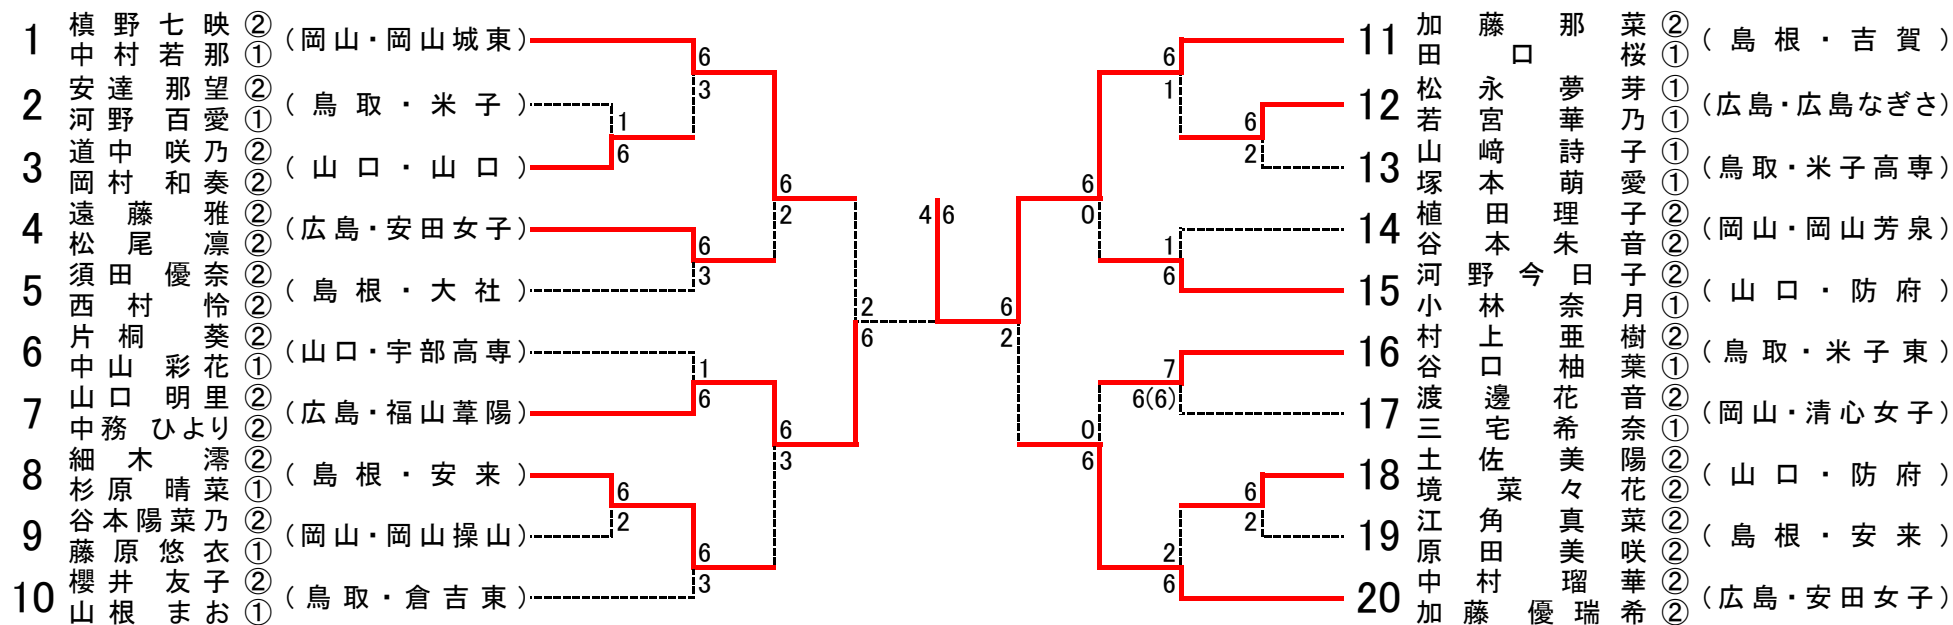 1 槙野七映② 中村若那① (岡山・岡山城東)
2 安達那望② 河野百愛① (鳥取・米子)
3 道中咲乃② 岡村和奏② (山口・山口)
4 遠藤雅② 松尾凛② (広島・安田女子)
5 須田優奈② 西村怜② (島根・大社)
6 片桐葵② 中山彩花① (山口・宇部高専)
7 山口明里② 中務ひより② (広島・福山葦陽)
8 細木澪② 杉原晴菜① (島根・安来)
9 谷本陽菜乃② 藤原悠衣① (岡山・岡山操山)
10 櫻井友子② 山根まお① (鳥取・倉吉東)
6
3
1
6
6
2
6
3
2
6
1
6
6
3
6
2
6
3
4 6
6
2
6
1
6
2
6
0
1
6
7
6(6)
0
6
6
2
2
6
11 加藤那菜② 田口桜① (島根・吉賀)
12 松永夢芽① 若宮華乃① (広島・広島なぎさ)
13 山﨑詩子① 塚本萌愛① (鳥取・米子高専)
14 植田理子② 谷本朱音② (岡山・岡山芳泉)
15 河野今日子② 小林奈月① (山口・防府)
16 村上亜樹② 谷口柚葉① (鳥取・米子東)
17 渡邊花音② 三宅希奈① (岡山・清心女子)
18 土佐美陽② 境菜々花② (山口・防府)
19 江角真菜② 原田美咲② (島根・安来)
20 中村瑠華② 加藤優瑞希② (広島・安田女子)